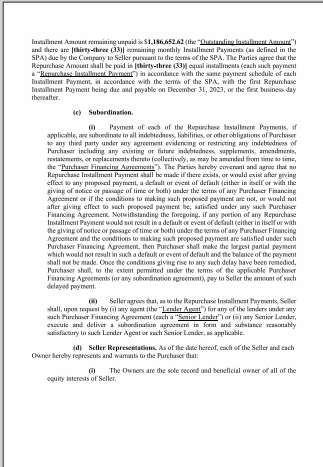 Installment Amount remaining unpaid is $1,186,652.62 (the "Outstanding Installment Amount")
and there are [thirty-three (33)] remaining monthly Installment Payments (as defined in the
SPA) due by the Company to Seller pursuant to the terms of the SPA. The Parties agree that the
Repurchase Amount shall be paid in [thirty-three (33)] equal installments (each such payment
a "Repurchase Installment Payment") in accordance with the same payment schedule of each
Installment Payment, in accordance with the terms of the SPA, with the first Repurchase
Installment Payment being due and payable on December 31, 2023, or the first business day
thereafter.
(c) Subordination.
(i) Payment of each of the Repurchase Installment Payments, if
applicable, are subordinate to all indebtedness, liabilities, or other obligations of Purchaser
to any third party under any agreement evidencing or restricting any indebtedness of
Purchaser including any existing or future indebtedness, supplements, amendments,
restatements, or replacements thereto (collectively, as may be amended from time to time,
the "Purchaser Financing Agreements"). The Parties hereby covenant and agree that no
Repurchase Installment Payment shall be made if there exists, or would exist after giving
effect to any proposed payment, a default or event of default (either in itself or with the
giving of notice or passage of time or both) under the terms of any Purchaser Financing
Agreement or if the conditions to making such proposed payment are not, or would not
after giving effect to such proposed payment be, satisfied under any such Purchaser
Financing Agreement. Notwithstanding the foregoing, if any portion of any Repurchase
Installment Payment would not result in a default or event of default (either in itself or with
the giving of notice or passage of time or both) under the terms of any Purchaser Agreement
and the conditions to making such proposed payment are satisfied under such Purchaser
Financing Agreement, then Purchaser shall make the largest partial payment
which would not result in such a default or event of default and the balance of the payment
shall not be made. Once the conditions giving rise to any such delay have been remedied,
Purchaser shall, to the extent permitted under the terms of the applicable Purchaser
Financing Agreements (or any subordination agreement), pay to Seller the amount of such
delayed payment.
(ii) Seller agrees that, as to the Repurchase Installment Payments, Seller
shall, upon request by (i) any agent (the "Lender Agent") for any of the lenders under any
such Purchaser Financing Agreement (each a "Senior Lender") or (ii) any Senior Lender,
execute and deliver a subordination agreement in form and substance reasonably
satisfactory to such Lender Agent or such Senior Lender, as applicable.
(d) Seller Representations. As of the date hereof, each of the Seller and each
Owner hereby represents and warrants to the Purchaser that:
(i) The Owners are the sole record and beneficial owner of all of the
equity interests of Seller.